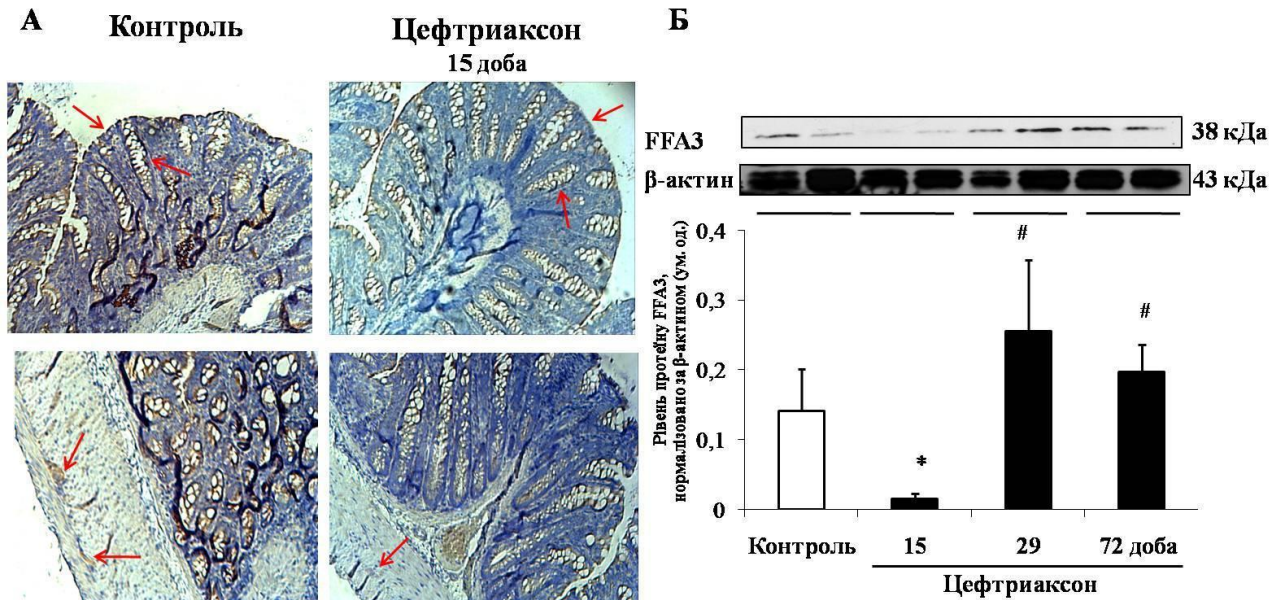 А
Контроль
Цефтриаксон
15 доба
Б
FFA3
38 кДа
β-актин
43 кДа
Рівень протеїну FFA3,
нормалізовано за β-актином (ум. од.)
0,4
0,3
0,2
0,1
0
*
#
#
Контроль
15
29
72 доба
Цефтриаксон